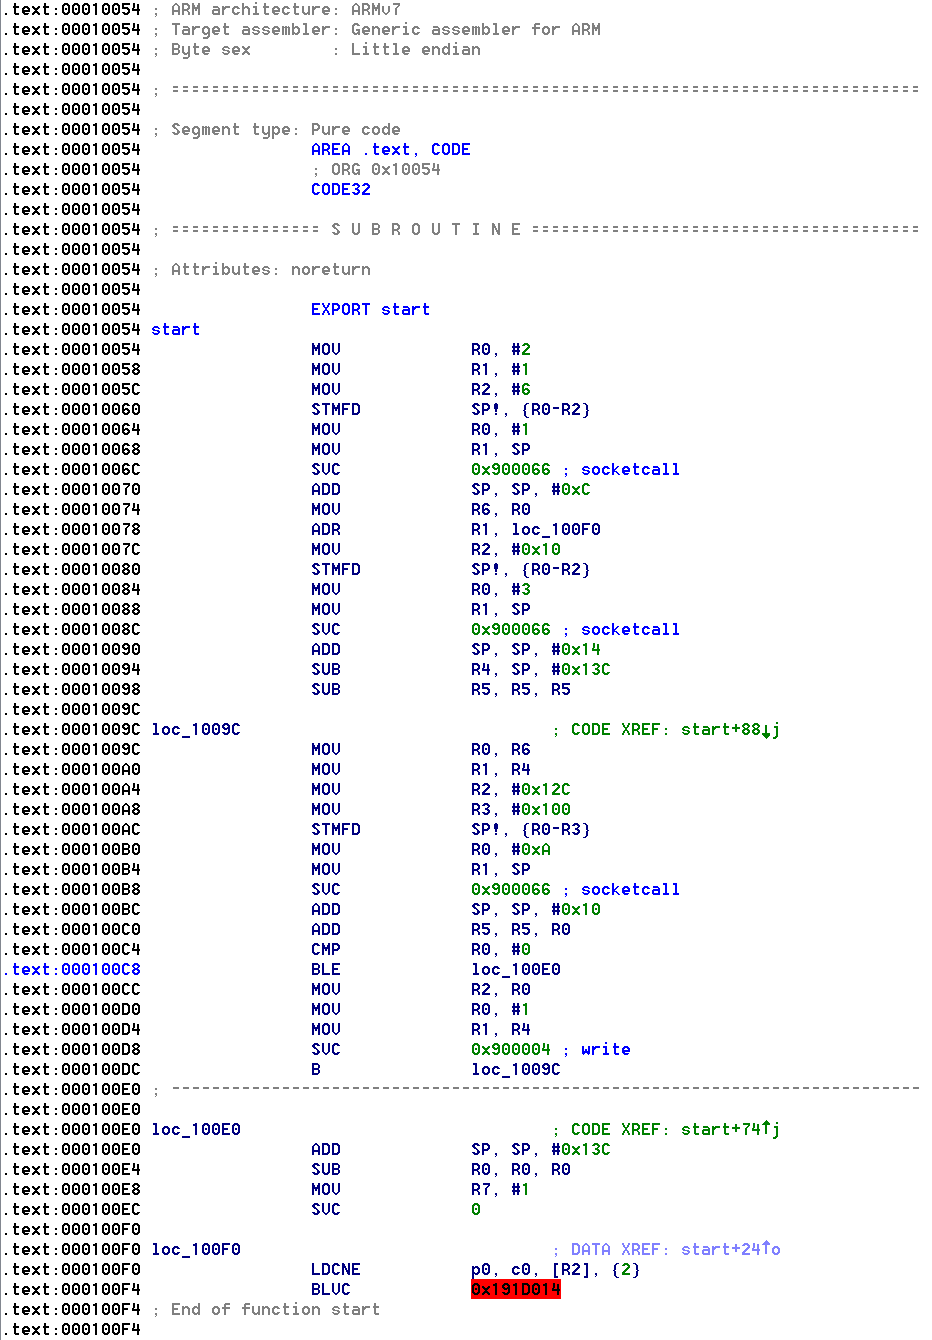 .text:00010054 ; ARM architecture: ARMv7
.text:00010054 ; Target assembler: Generic assembler for ARM
.text:00010054 ; Byte sex        : Little endian
.text:00010054
.text:00010054 ; ===========================================================================
.text:00010054
.text:00010054 ; Segment type: Pure code
.text:00010054                 AREA .text, CODE
.text:00010054                 ; ORG 0x10054
.text:00010054                 CODE32
.text:00010054
.text:00010054 ; =============== S U B R O U T I N E =======================================
.text:00010054
.text:00010054 ; Attributes: noreturn
.text:00010054
.text:00010054                 EXPORT start
.text:00010054 start
.text:00010054                 MOV             R0, #2
.text:00010058                 MOV             R1, #1
.text:0001005C                 MOV             R2, #6
.text:00010060                 STMFD           SP!, {R0-R2}
.text:00010064                 MOV             R0, #1
.text:00010068                 MOV             R1, SP
.text:0001006C                 SVC             0x900066 ; socketcall
.text:00010070                 ADD             SP, SP, #0xC
.text:00010074                 MOV             R6, R0
.text:00010078                 ADR             R1, loc_100F0
.text:0001007C                 MOV             R2, #0x10
.text:00010080                 STMFD           SP!, {R0-R2}
.text:00010084                 MOV             R0, #3
.text:00010088                 MOV             R1, SP
.text:0001008C                 SVC             0x900066 ; socketcall
.text:00010090                 ADD             SP, SP, #0x14
.text:00010094                 SUB             R4, SP, #0x13C
.text:00010098                 SUB             R5, R5, R5
.text:0001009C
.text:0001009C loc_1009C                               ; CODE XREF: start+88↓j
.text:0001009C                 MOV             R0, R6
.text:000100A0                 MOV             R1, R4
.text:000100A4                 MOV             R2, #0x12C
.text:000100A8                 MOV             R3, #0x100
.text:000100AC                 STMFD           SP!, {R0-R3}
.text:000100B0                 MOV             R0, #0xA
.text:000100B4                 MOV             R1, SP
.text:000100B8                 SVC             0x900066 ; socketcall
.text:000100BC                 ADD             SP, SP, #0x10
.text:000100C0                 ADD             R5, R5, R0
.text:000100C4                 CMP             R0, #0
.text:000100C8                 BLE             loc_100E0
.text:000100CC                 MOV             R2, R0
.text:000100D0                 MOV             R0, #1
.text:000100D4                 MOV             R1, R4
.text:000100D8                 SVC             0x900004 ; write
.text:000100DC                 B               loc_1009C
.text:000100E0 ; ---------------------------------------------------------------------------
.text:000100E0
.text:000100E0 loc_100E0                               ; CODE XREF: start+74↑j
.text:000100E0                 ADD             SP, SP, #0x13C
.text:000100E4                 SUB             R0, R0, R0
.text:000100E8                 MOV             R7, #1
.text:000100EC                 SVC             0
.text:000100F0
.text:000100F0 loc_100F0                               ; DATA XREF: start+24↑o
.text:000100F0                 LDCNE           p0, c0, [R2], {2}
.text:000100F4                 BLVC            0x191D014
.text:000100F4 ; End of function start
.text:000100F4